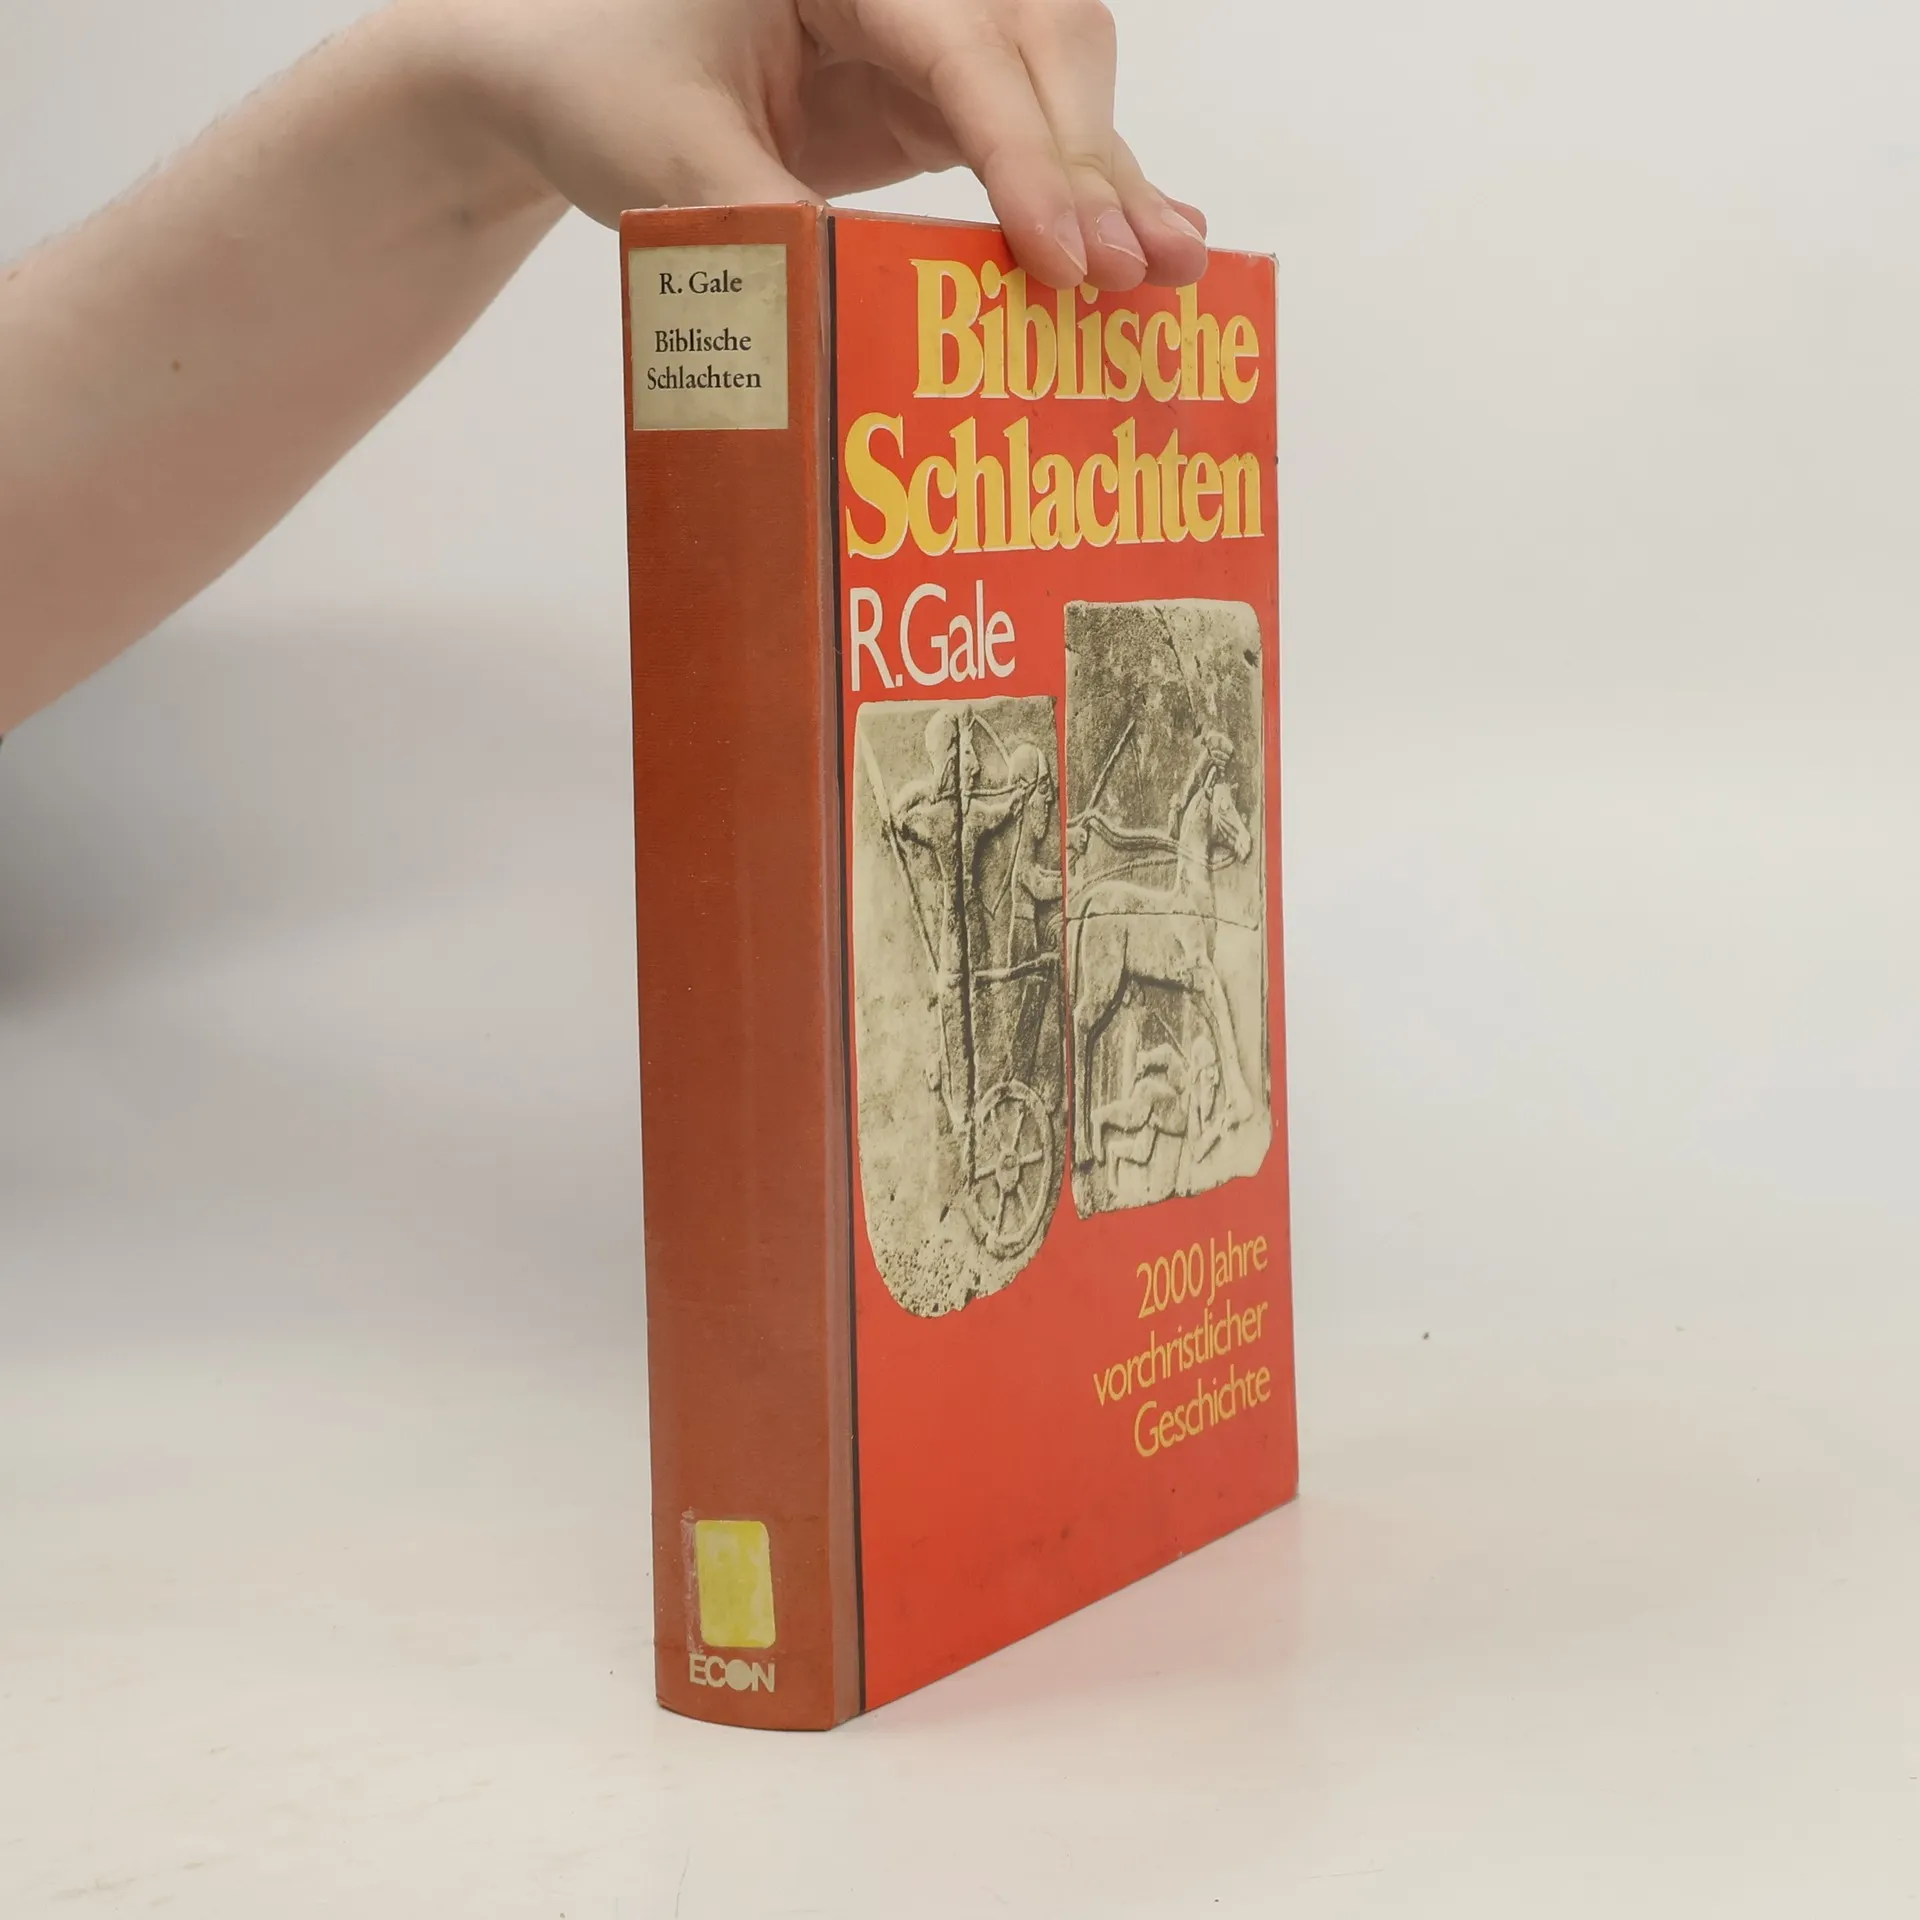 R. Gale
Biblische
Schlachten
ECON
Biblische
Schlachten
R. Gale
2000 Jahre
vorchristlicher
Geschichte